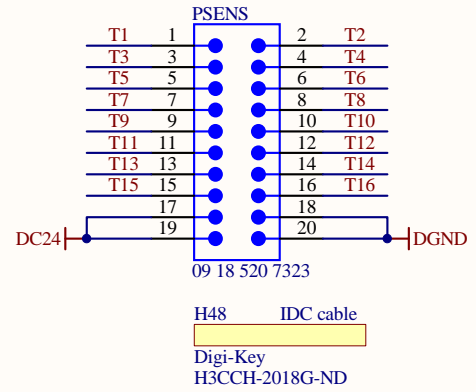 PSENS
T1 1 2 T2
T3 3 4 T4
T5 5 6 T6
T7 7 8 T8
T9 9 10 T10
T11 11 12 T12
T13 13 14 T14
T15 15 16 T16
17 18
DC24 19 20 DGND
09 18 520 7323
H48 IDC cable
Digi-Key
H3CCH-2018G-ND